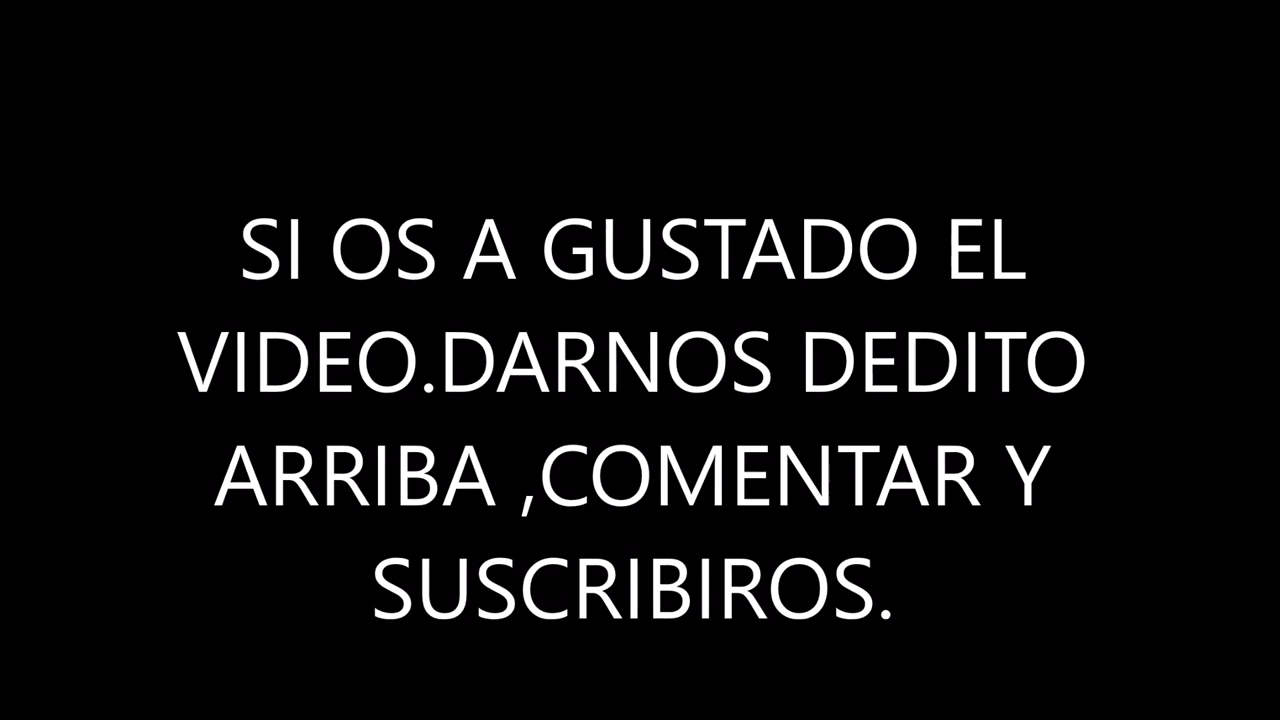 SI OS A GUSTADO EL
VIDEO.DARNOS DEDITO
ARRIBA ,COMENTAR Y
SUSCRIBIROS.